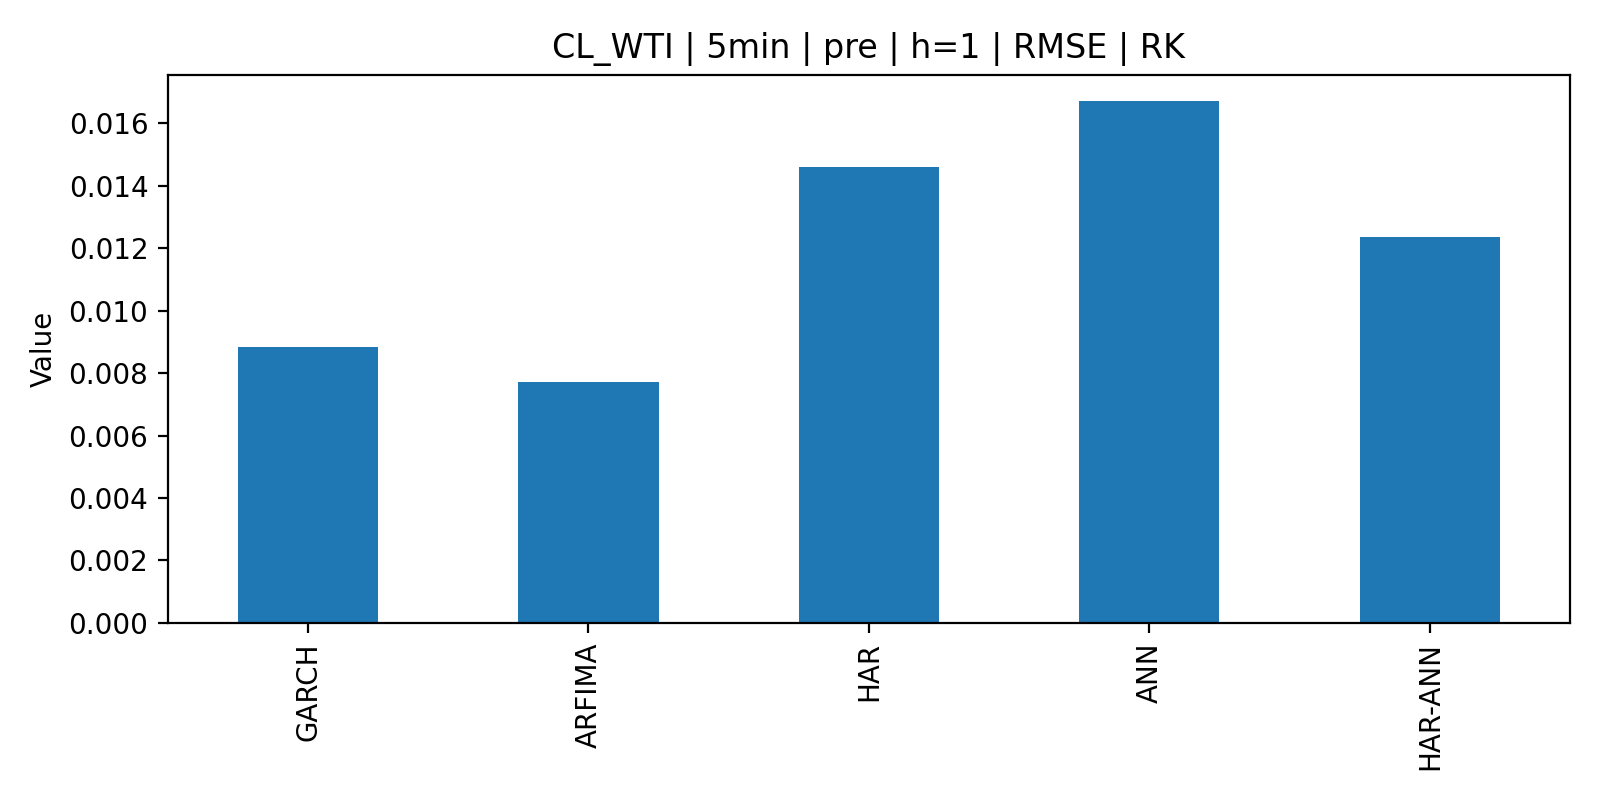 CL_WTI | 5min | pre | h=1 | RMSE | RK
Value
0.016
0.014
0.012
0.010
0.008
0.006
0.004
0.002
0.000
GARCH
ARFIMA
HAR
ANN
HAR-ANN